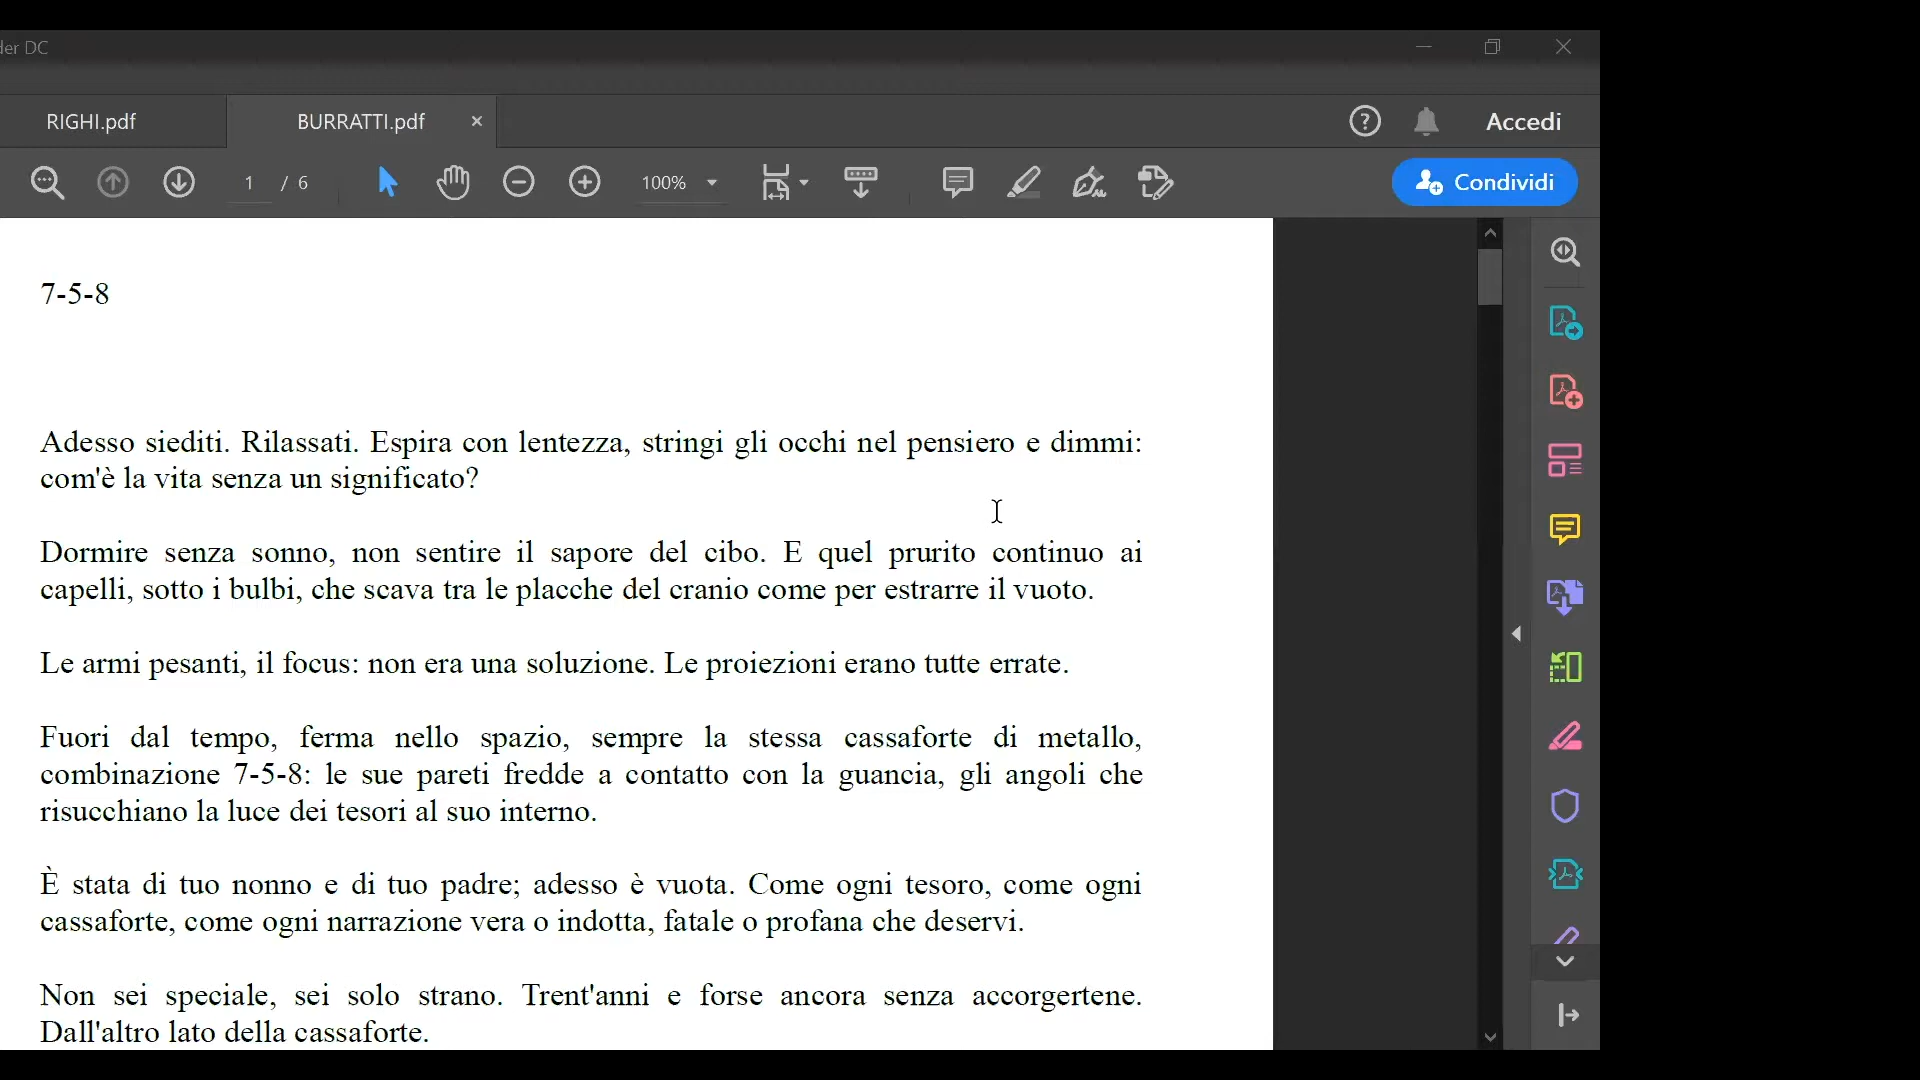 der DC
RIGHI.pdf
BURRATTI.pdf
Accedi
1 / 6
100%
Condividi
7-5-8
Adesso siediti. Rilassati. Espira con lentezza, stringi gli occhi nel pensiero e dimmi:
com'è la vita senza un significato?
Dormire senza sonno, non sentire il sapore del cibo. E quel prurito continuo ai
capelli, sotto i bulbi, che scava tra le placche del cranio come per estrarre il vuoto.
Le armi pesanti, il focus: non era una soluzione. Le proiezioni erano tutte errate.
Fuori dal tempo, ferma nello spazio, sempre la stessa cassaforte di metallo,
combinazione 7-5-8: le sue pareti fredde a contatto con la guancia, gli angoli che
risucchiano la luce dei tesori al suo interno.
È stata di tuo nonno e di tuo padre; adesso è vuota. Come ogni tesoro, come ogni
cassaforte, come ogni narrazione vera o indotta, fatale o profana che deservi.
Non sei speciale, sei solo strano. Trent'anni e forse ancora senza accorgertene.
Dall'altro lato della cassaforte.